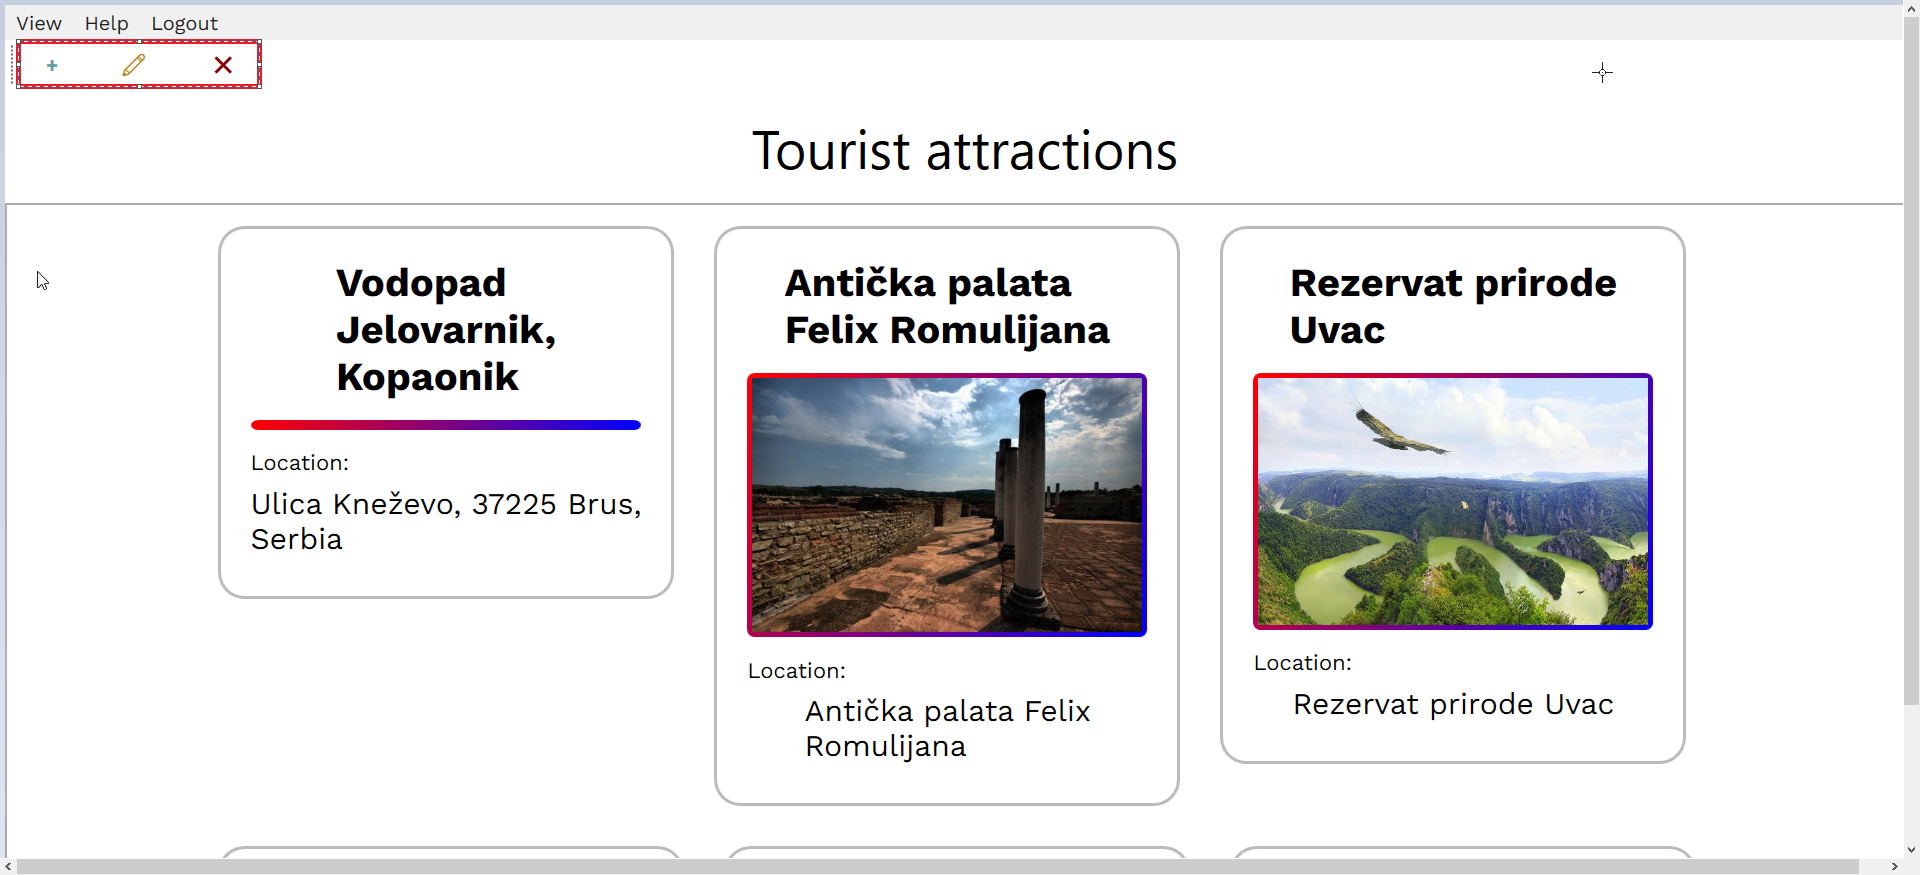 View Help Logout
Tourist attractions
Vodopad
Jelovarnik,
Kopaonik
Location:
Ulica Kneževo, 37225 Brus,
Serbia
Antička palata
Felix Romulijana
Location:
Antička palata Felix
Romulijana
Rezervat prirode
Uvac
Location:
Rezervat prirode Uvac